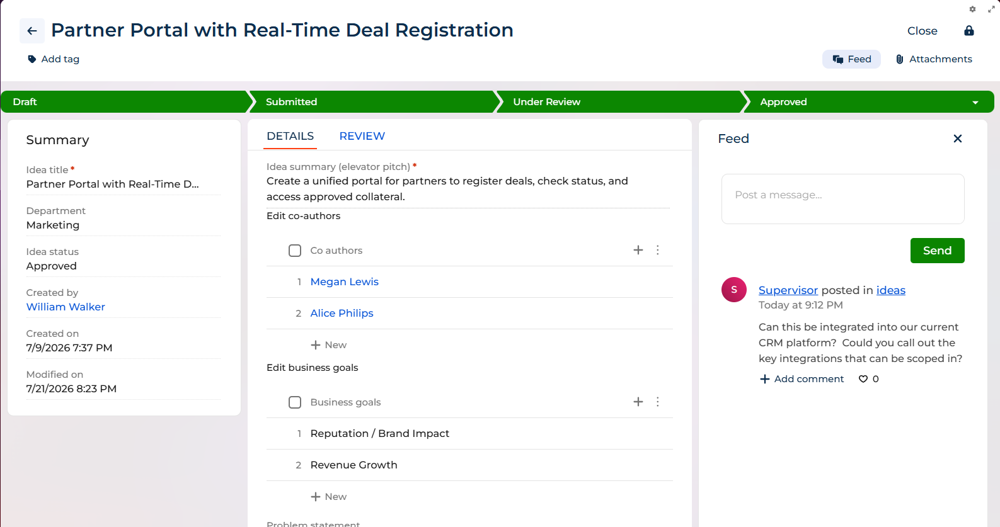 Partner Portal with Real-Time Deal Registration
Close
Add tag
Feed
Attachments
Draft
Submitted
Under Review
Approved
Summary
Idea title *
Partner Portal with Real-Time D...
Department
Marketing
Idea status
Approved
Created by
William Walker
Created on
7/9/2026 7:37 PM
Modified on
7/21/2026 8:23 PM
DETAILS
REVIEW
Idea summary (elevator pitch) *
Create a unified portal for partners to register deals, check status, and
access approved collateral.
Edit co-authors
Co authors
1 Megan Lewis
2 Alice Philips
New
Edit business goals
Business goals
1 Reputation / Brand Impact
2 Revenue Growth
New
Problem statement
Feed
Post a message...
Send
S
Supervisor posted in ideas
Today at 9:12 PM
Can this be integrated into our current
CRM platform?  Could you call out the
key integrations that can be scoped in?
Add comment
0